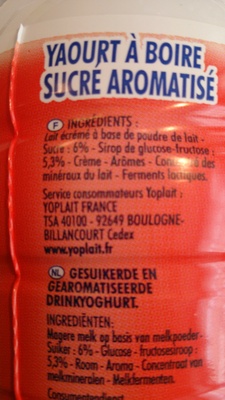 YAOURT À BOIRE
SUCRE AROMATISÉ
F INGRÉDIENTS :
Lait écrémé à base de poudre de lait -
Sucre : 6% - Sirop de glucose-fructose :
5,3% - Crème - Arômes - Concentré des
minéraux du lait - Ferments lactiques.
Service consommateurs Yoplait :
YOPLAIT FRANCE
TSA 40100 - 92649 BOULOGNE-
BILLANCOURT Cedex
www.yoplait.fr
NL GESUIKERDE EN
GEAROMATISEERDE
DRINKYOGHURT.
INGREDIËNTEN:
Magere melk op basis van melkpoeder -
Suiker : 6% - Glucose - fructosesiroop :
5,3% - Room - Aroma - Concentraat van
melkmineralen - Melkfermenten.
Consumentendienst